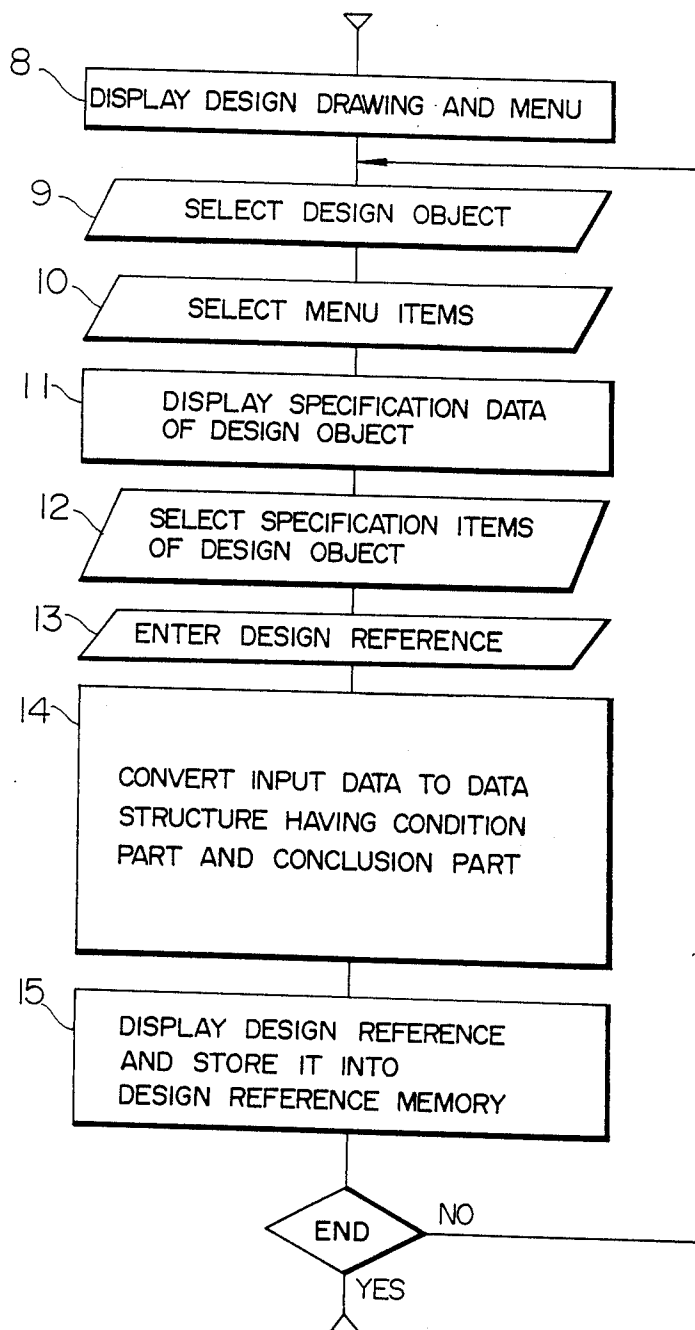 8
DISPLAY DESIGN DRAWING AND MENU
9
SELECT DESIGN OBJECT
10
SELECT MENU ITEMS
11
DISPLAY SPECIFICATION DATA
OF DESIGN OBJECT
12
SELECT SPECIFICATION ITEMS
OF DESIGN OBJECT
13
ENTER DESIGN REFERENCE
14
CONVERT INPUT DATA TO DATA
STRUCTURE HAVING CONDITION
PART AND CONCLUSION PART
15
DISPLAY DESIGN REFERENCE
AND STORE IT INTO
DESIGN REFERENCE MEMORY
END
NO
YES